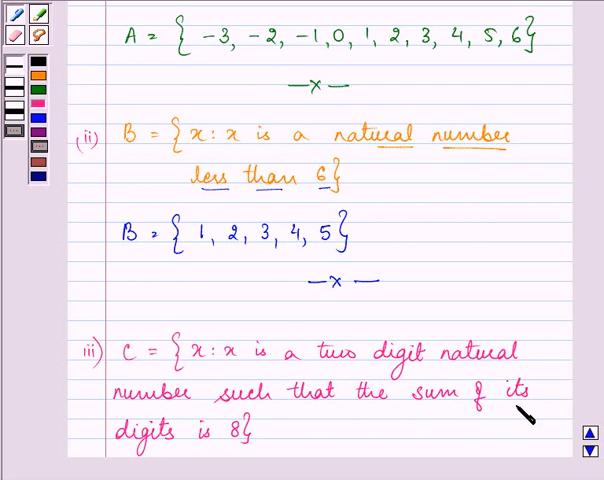 A = { -3, -2, -1, 0, 1, 2, 3, 4, 5, 6}
—x—
(ii) B = {x : x is a natural number
less than 6}
B = { 1, 2, 3, 4, 5}
—x—
iii) C = {x : x is a two digit natural
number such that the sum of its
digits is 8}